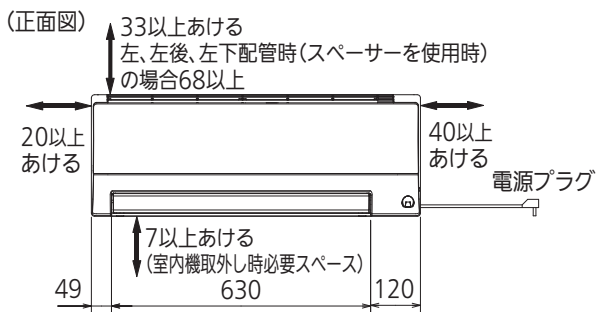 (正面図)
33以上あける
左、左後、左下配管時(スペーサーを使用時)
の場合68以上
20以上
あける
40以上
あける
電源プラグ
7以上あける
(室内機取外し時必要スペース)
49
630
120